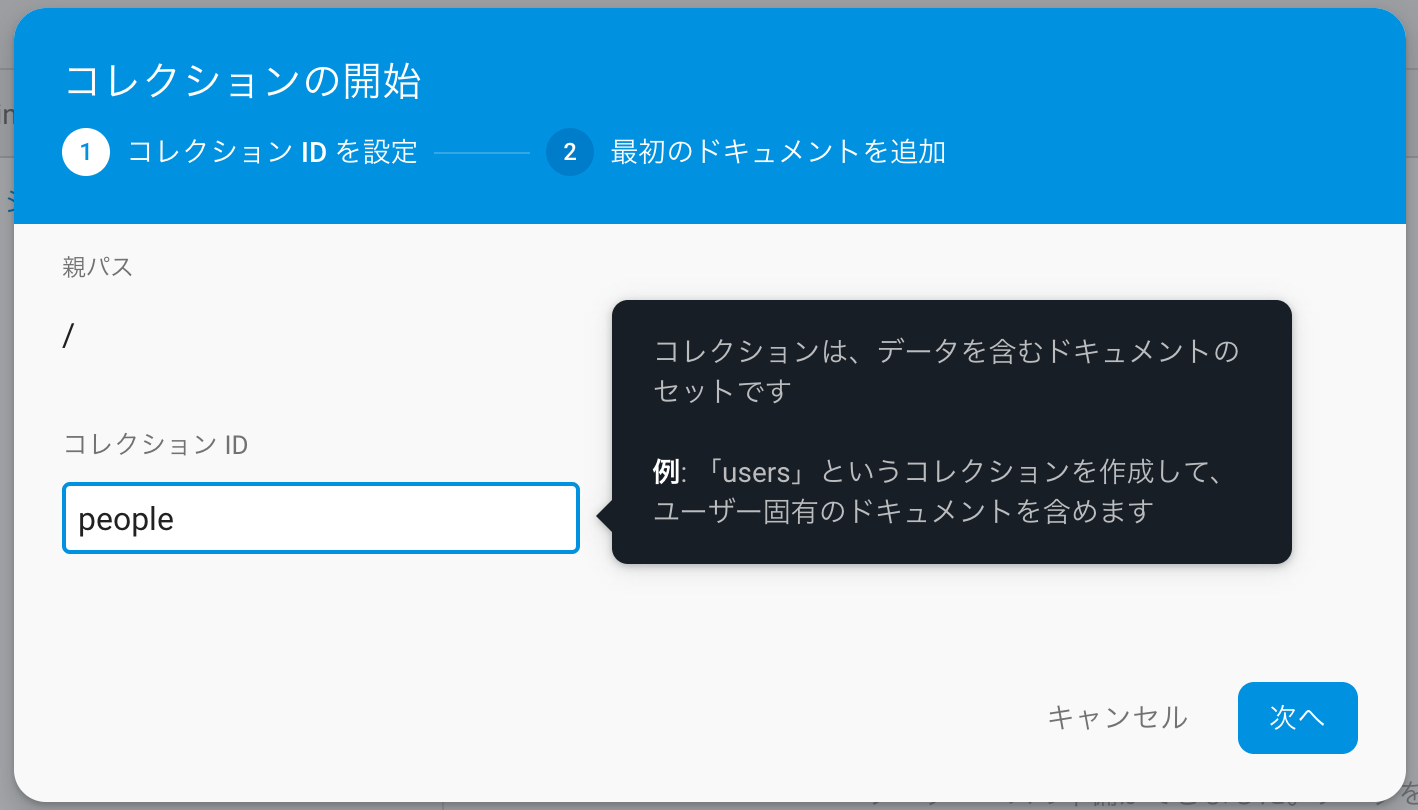 コレクションの開始
1 コレクション ID を設定 2 最初のドキュメントを追加
親パス
/
コレクションは、データを含むドキュメントの
セットです
コレクション ID
例: 「users」というコレクションを作成して、
ユーザー固有のドキュメントを含めます
people
キャンセル 次へ